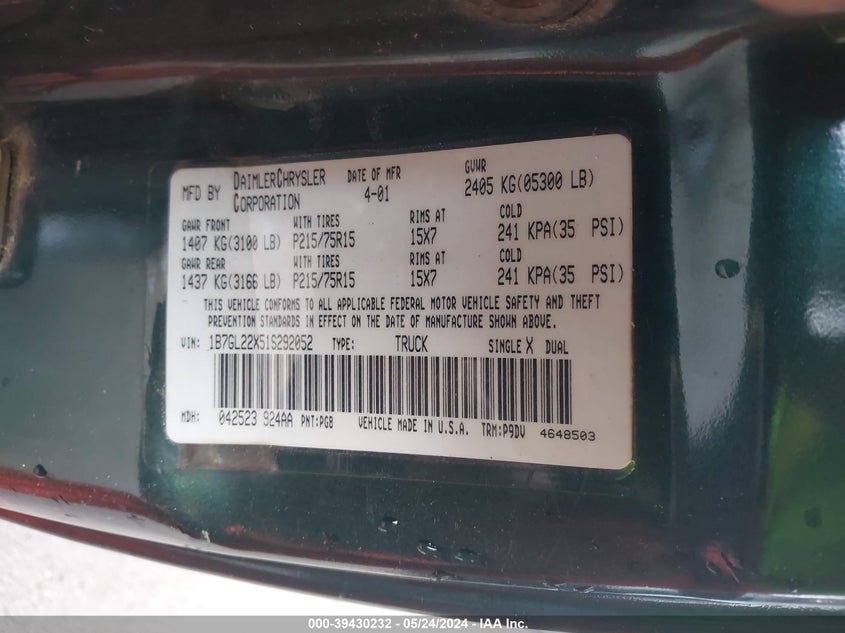 MFD BY DAIMLERCHRYSLER CORPORATION DATE OF MFR 4-01 GVWR 2405 KG(05300 LB)
GAWR FRONT WITH TIRES RIMS AT COLD
1407 KG(3100 LB) P215/75R15 15X7 241 KPA(35 PSI)
GAWR REAR WITH TIRES RIMS AT COLD
1437 KG(3166 LB) P215/75R15 15X7 241 KPA(35 PSI)
THIS VEHICLE CONFORMS TO ALL APPLICABLE FEDERAL MOTOR VEHICLE SAFETY AND THEFT
PREVENTION STANDARDS IN EFFECT ON THE DATE OF MANUFACTURE SHOWN ABOVE.
VIN: 1B7GL22X51S292052 TYPE: TRUCK SINGLE X DUAL
MDH: 042523 924AA PNT:PG8 VEHICLE MADE IN U.S.A. TRM:P9DV 4648503
000-39430232 - 05/24/2024 - IAA Inc.